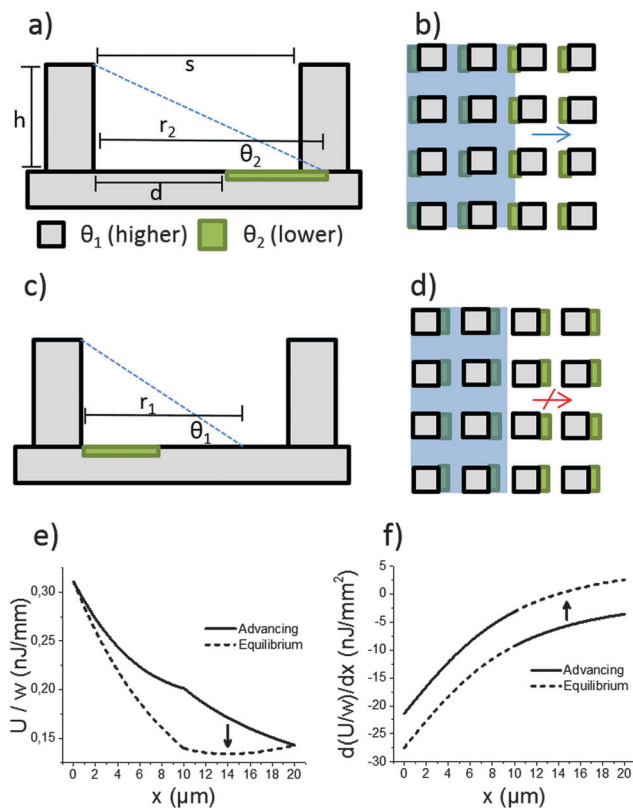 a)
s
h
r₂
θ₂
d
θ₁ (higher)
θ₂ (lower)
b)
c)
r₁
θ₁
d)
e)
U / w (nJ/mm)
0,30
0,25
0,20
0,15
Advancing
Equilibrium
0 2 4 6 8 10 12 14 16 18 20
x (µm)
f)
d(U/w)/dx (nJ/mm²)
5
0
-5
-10
-15
-20
-25
-30
Advancing
Equilibrium
0 2 4 6 8 10 12 14 16 18 20
x (µm)